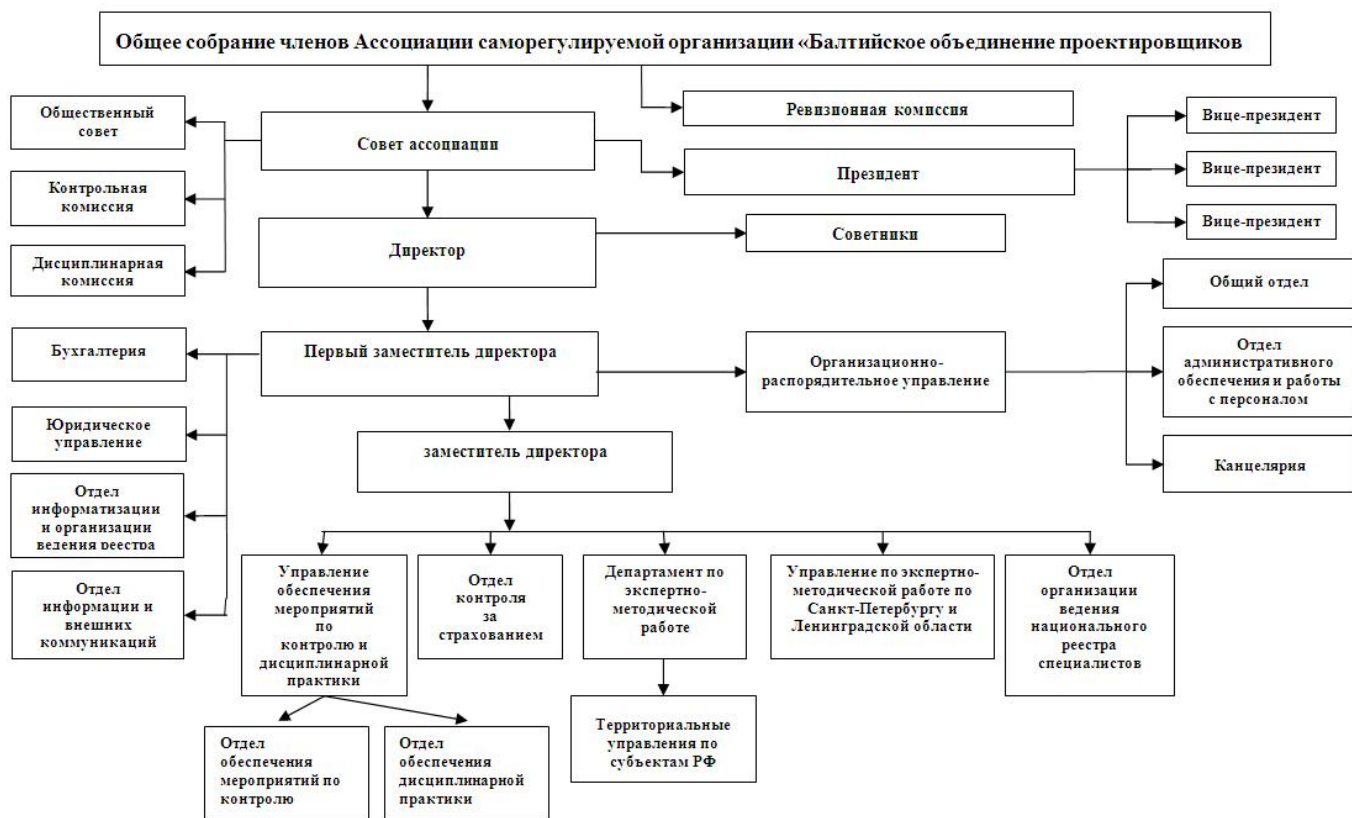 Общее собрание членов Ассоциации саморегулируемой организации «Балтийское объединение проектировщиков
Общественный
совет
Контрольная
комиссия
Дисциплинарная
комиссия
Совет ассоциации
Ревизионная комиссия
Президент
Вице-президент
Вице-президент
Вице-президент
Директор
Советники
Бухгалтерия
Юридическое
управление
Отдел
информатизации
и организации
ведения реестра
Отдел
информации и
внешних
коммуникаций
Первый заместитель директора
Организационно-
распорядительное управление
Общий отдел
Отдел
административного
обеспечения и работы
с персоналом
Канцелярия
заместитель директора
Управление
обеспечения
мероприятий
по
контролю и
дисциплинарной
практики
Отдел
контроля
за
страхованием
Департамент по
экспертно-
методической
работе
Управление по экспертно-
методической работе по
Санкт-Петербургу и
Ленинградской области
Отдел
организации
ведения
национального
реестра
специалистов
Отдел
обеспечения
мероприятий по
контролю
Отдел
обеспечения
дисциплинарной
практики
Территориальные
управления по
субъектам РФ